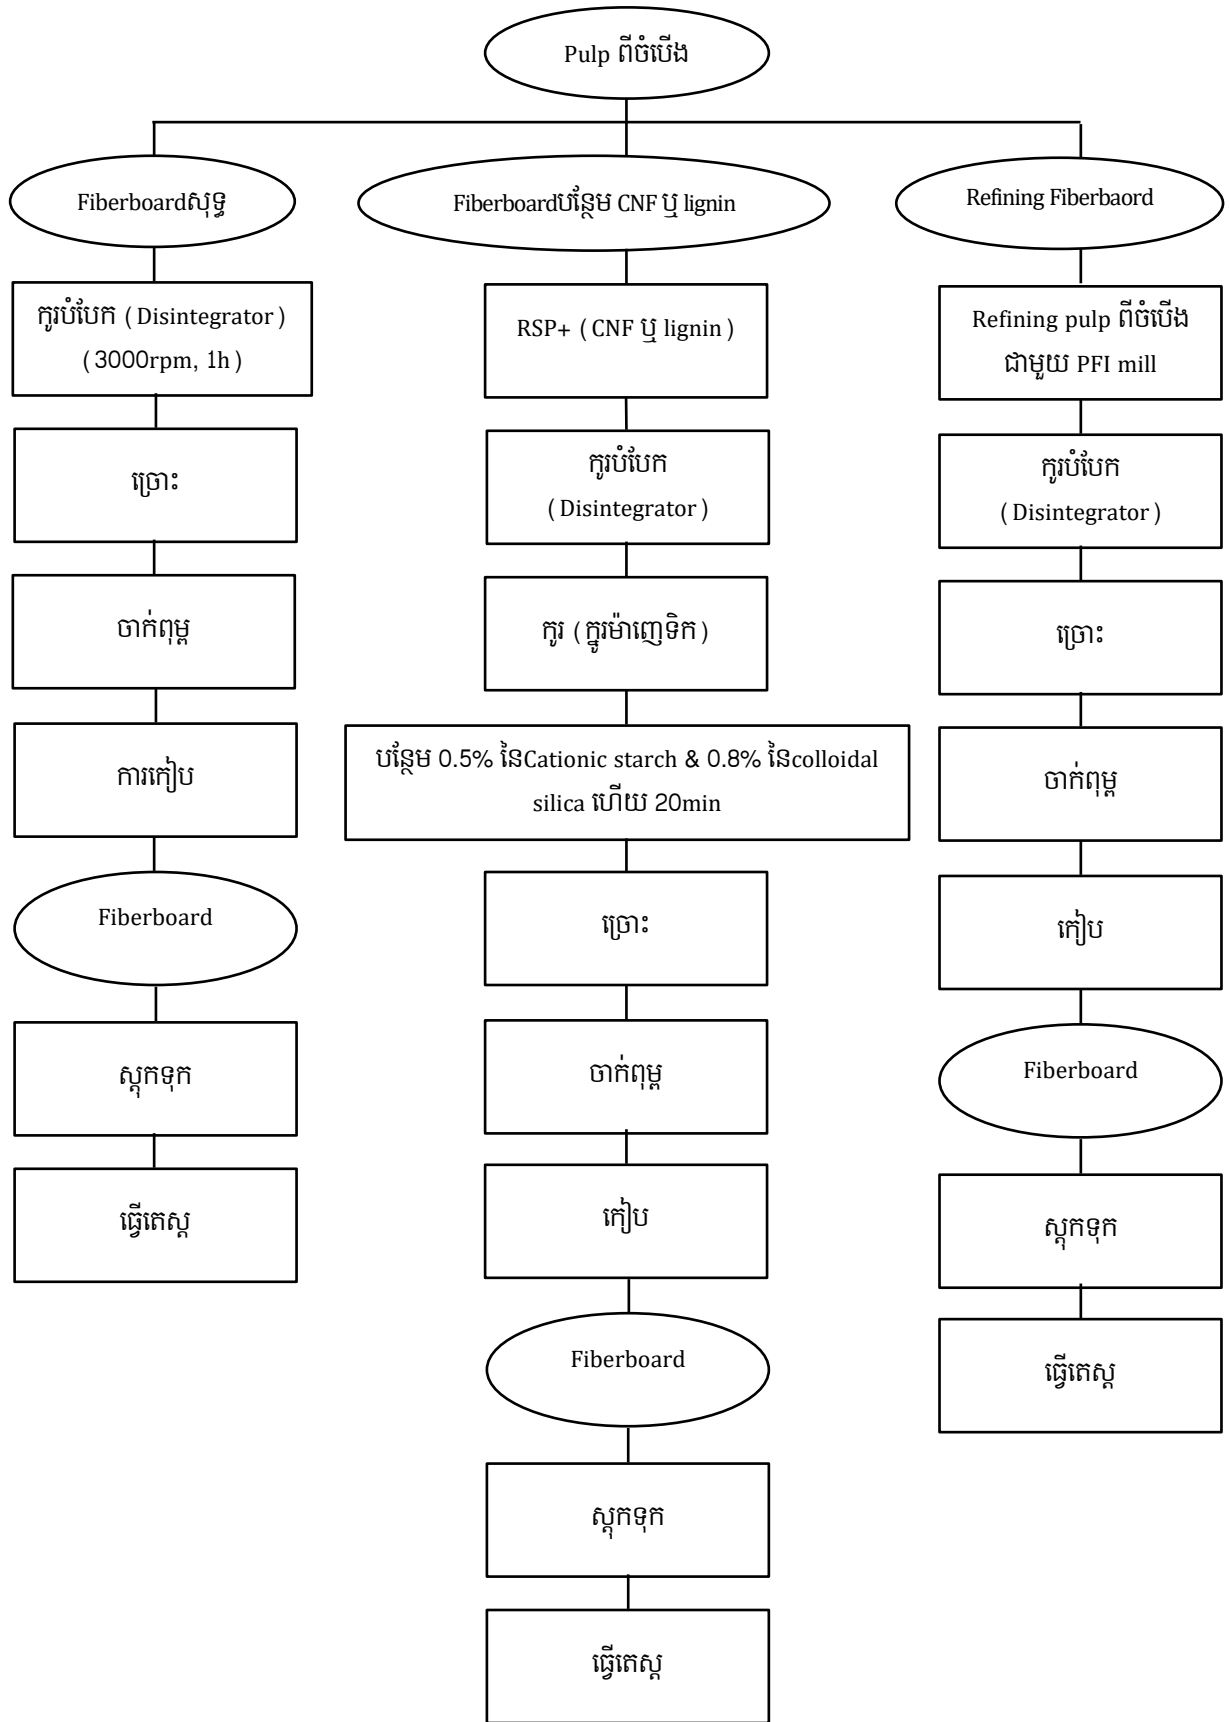 Pulp ពីចំបើង
Fiberboardសុទ្ធ
កូរបំបែក (Disintegrator)
(3000rpm, 1h)
ច្រោះ
ចាក់ពុម្ព
ការកៀប
Fiberboard
ស្តុកទុក
ធ្វើតេស្ត
Fiberboardបន្ថែម CNF ឬ lignin
RSP+ (CNF ឬ lignin)
កូរបំបែក
(Disintegrator)
កូរ (ក្នូរម៉ាញេទិក)
បន្ថែម 0.5% នៃCationic starch & 0.8% នៃcolloidal
silica ហើយ 20min
ច្រោះ
ចាក់ពុម្ព
កៀប
Fiberboard
ស្តុកទុក
ធ្វើតេស្ត
Refining Fiberbaord
Refining pulp ពីចំបើង
ជាមួយ PFI mill
កូរបំបែក
(Disintegrator)
ច្រោះ
ចាក់ពុម្ព
កៀប
Fiberboard
ស្តុកទុក
ធ្វើតេស្ត